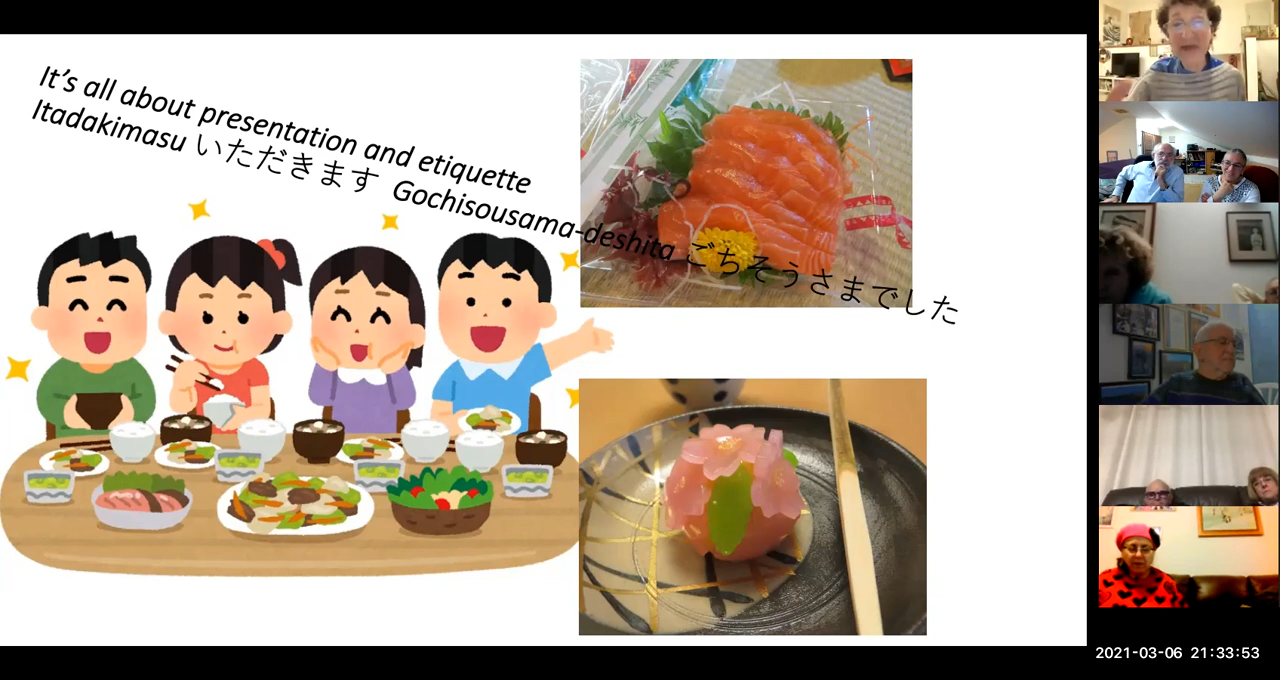 It's all about presentation and etiquette
Itadakimasu いただきます Gochisousama-deshita ごちそうさまでした
2021-03-06 21:33:53